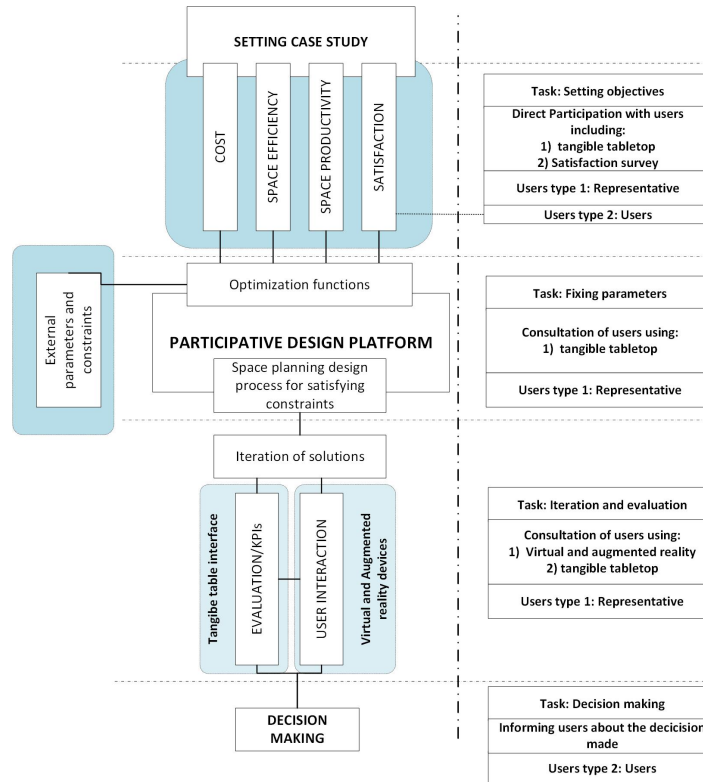 SETTING CASE STUDY
COST
SPACE EFFICIENCY
SPACE PRODUCTIVITY
SATISFACTION
Task: Setting objectives
Direct Participation with users
including:
1) tangible tabletop
2) Satisfaction survey
Users type 1: Representative
Users type 2: Users
External
parameters and
constraints
Optimization functions
PARTICIPATIVE DESIGN PLATFORM
Space planning design
process for satisfying
constraints
Task: Fixing parameters
Consultation of users using:
1) tangible tabletop
Users type 1: Representative
Iteration of solutions
Tangibe table interface
EVALUATION/KPIs
USER INTERACTION
Virtual and Augmented
reality devices
Task: Iteration and evaluation
Consultation of users using:
1) Virtual and augmented reality
2) tangible tabletop
Users type 1: Representative
DECISION
MAKING
Task: Decision making
Informing users about the decicision
made
Users type 2: Users